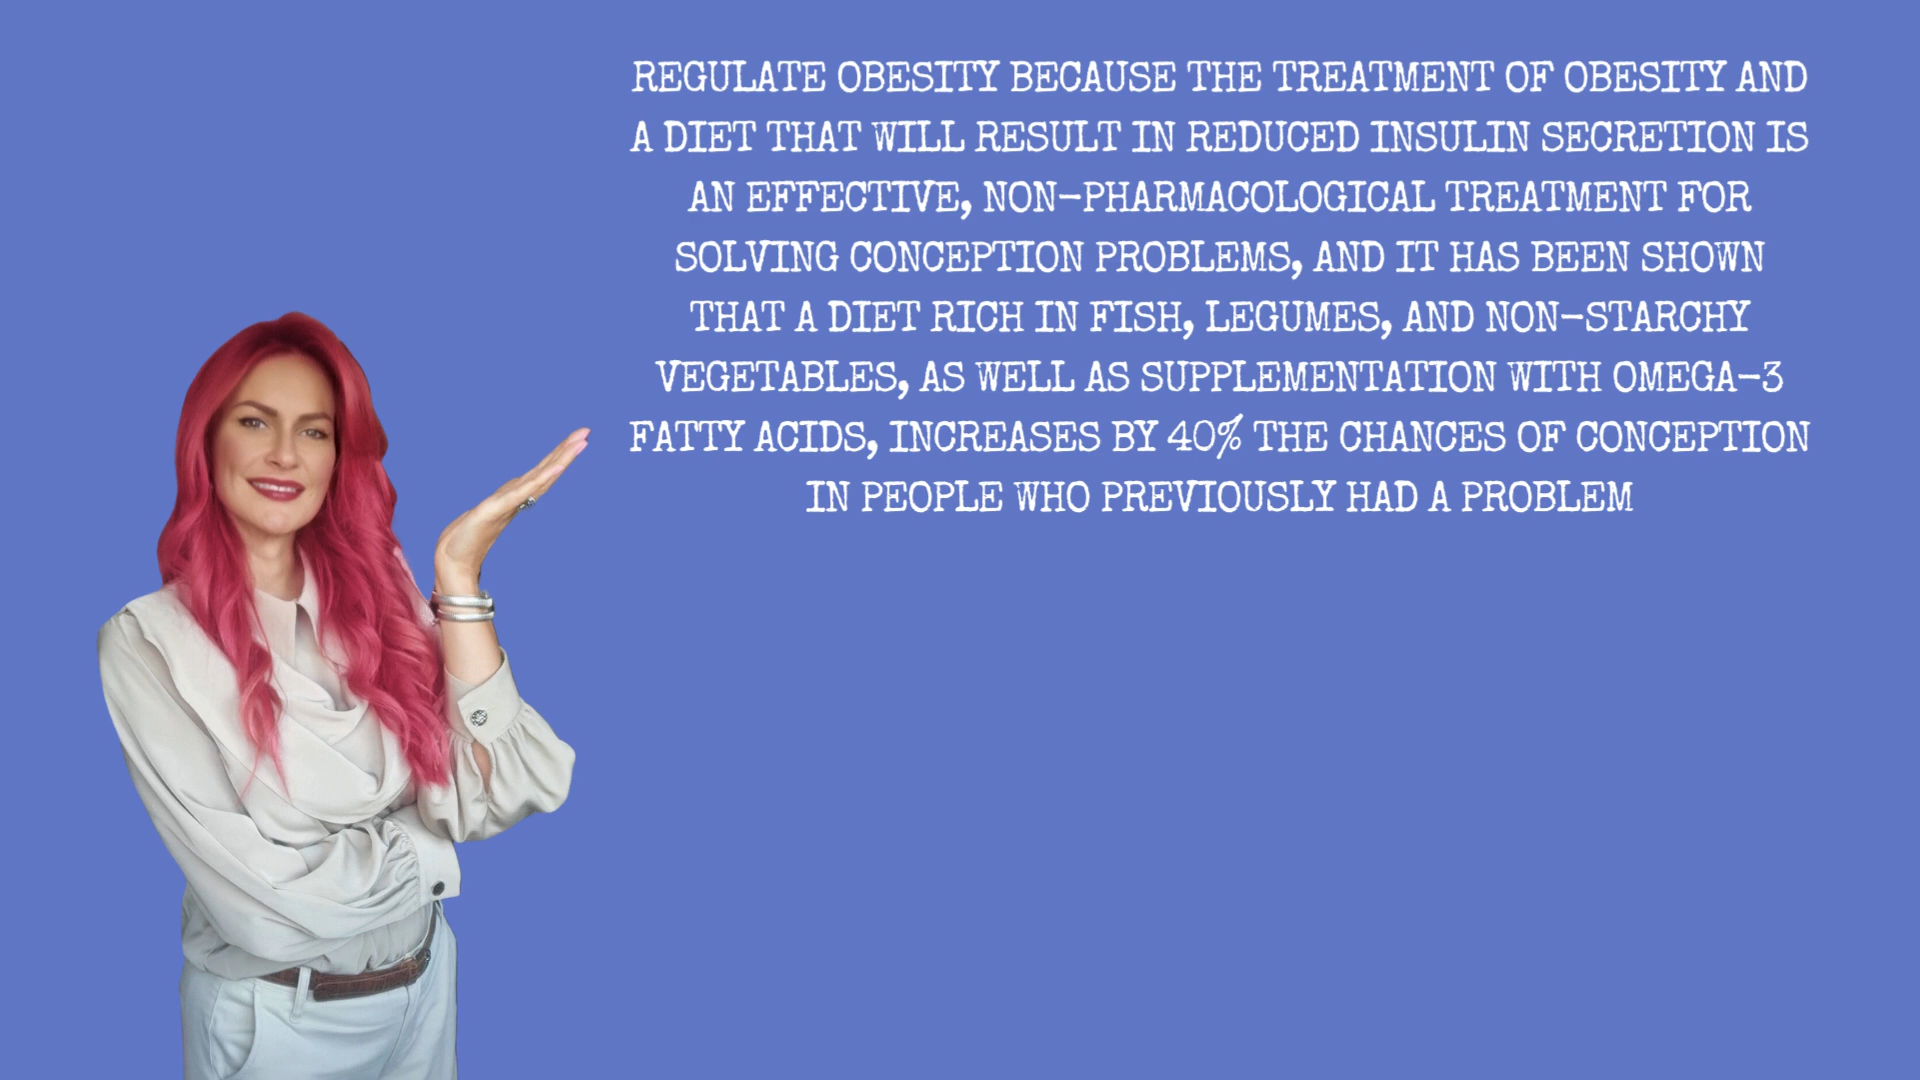 REGULATE OBESITY BECAUSE THE TREATMENT OF OBESITY AND
A DIET THAT WILL RESULT IN REDUCED INSULIN SECRETION IS
AN EFFECTIVE, NON-PHARMACOLOGICAL TREATMENT FOR
SOLVING CONCEPTION PROBLEMS, AND IT HAS BEEN SHOWN
THAT A DIET RICH IN FISH, LEGUMES, AND NON-STARCHY
VEGETABLES, AS WELL AS SUPPLEMENTATION WITH OMEGA-3
FATTY ACIDS, INCREASES BY 40% THE CHANCES OF CONCEPTION
IN PEOPLE WHO PREVIOUSLY HAD A PROBLEM